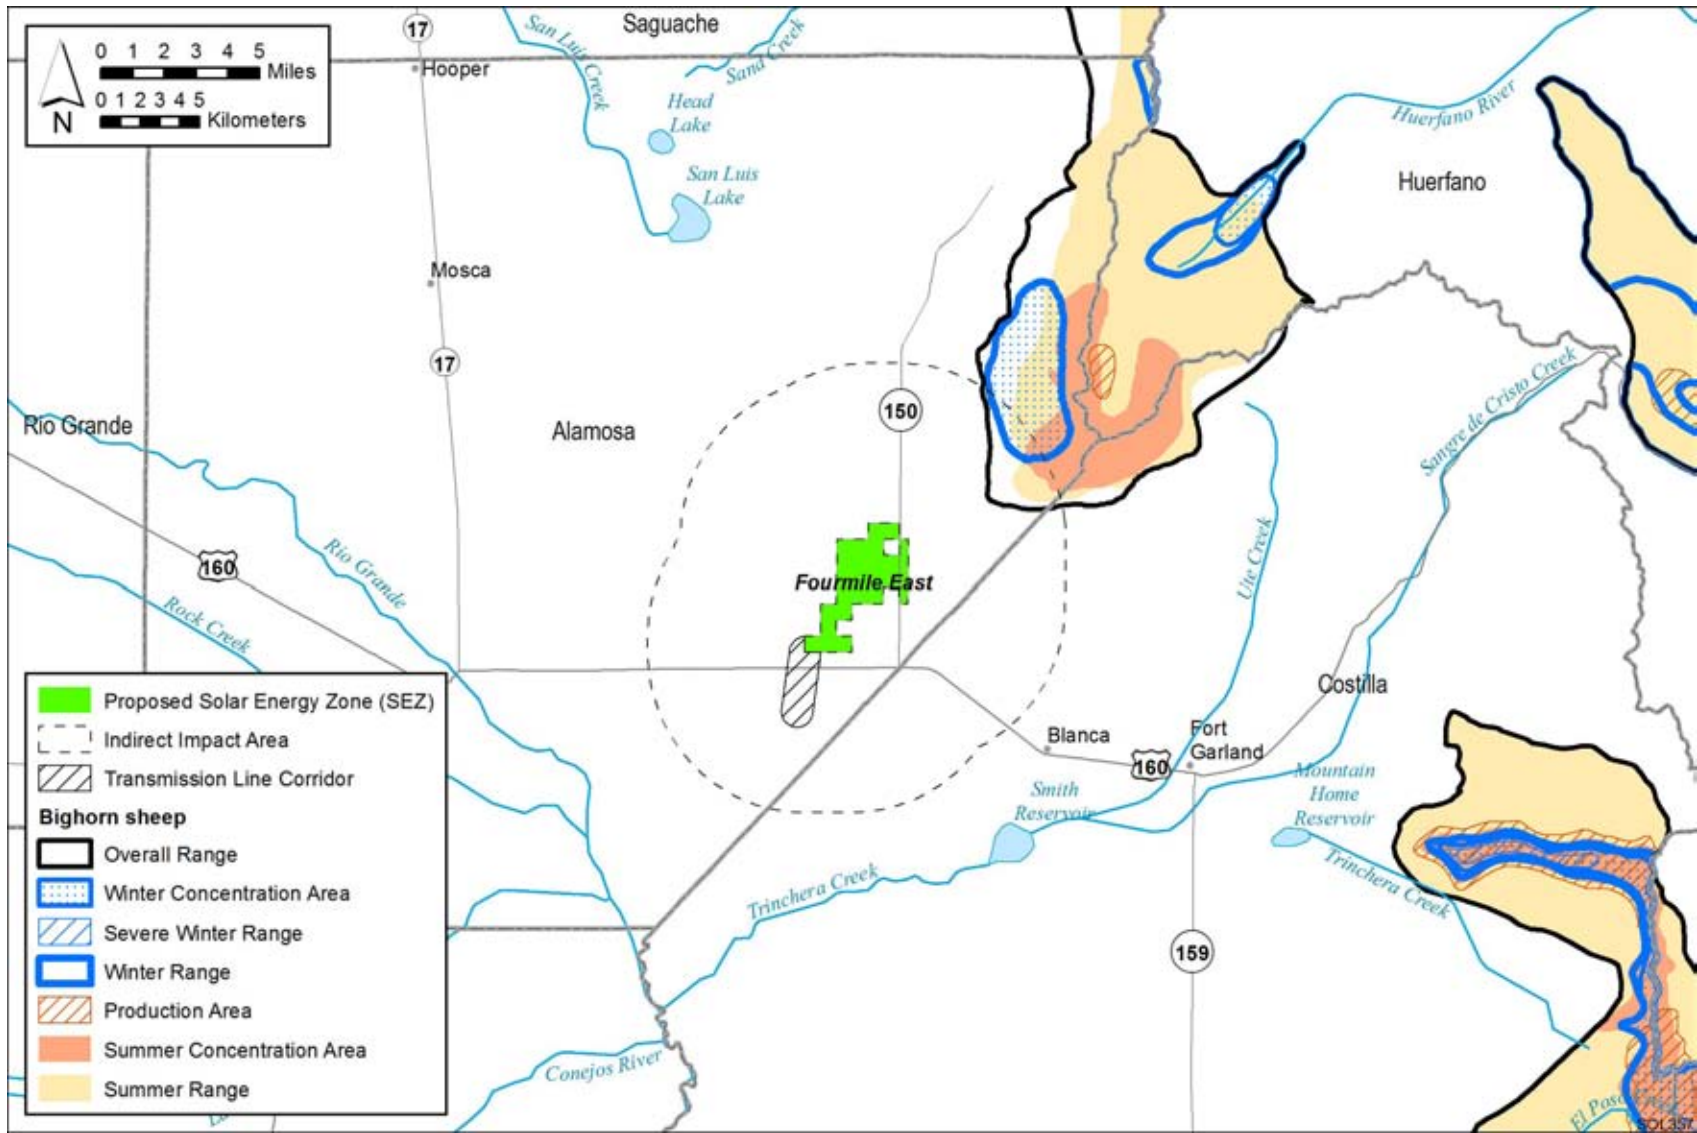 0 1 2 3 4 5
Miles
0 1 2 3 4 5
Kilometers
N
17
Hooper
San Luis Creek
Saguache
Sand Creek
Head
Lake
San Luis
Lake
Huerfano River
Huerfano
Mosca
17
150
Rio Grande
Alamosa
Sangre de Cristo Creek
160
Rio Grande
Rock Creek
Fourmile East
Ute Creek
Costilla
Blanca
Fort
Garland
160
Smith
Reservoir
Mountain
Home
Reservoir
Trinchera Creek
Trinchera Creek
159
Conejos River
El Poso Creek
SOL357
Proposed Solar Energy Zone (SEZ)
Indirect Impact Area
Transmission Line Corridor
Bighorn sheep
Overall Range
Winter Concentration Area
Severe Winter Range
Winter Range
Production Area
Summer Concentration Area
Summer Range